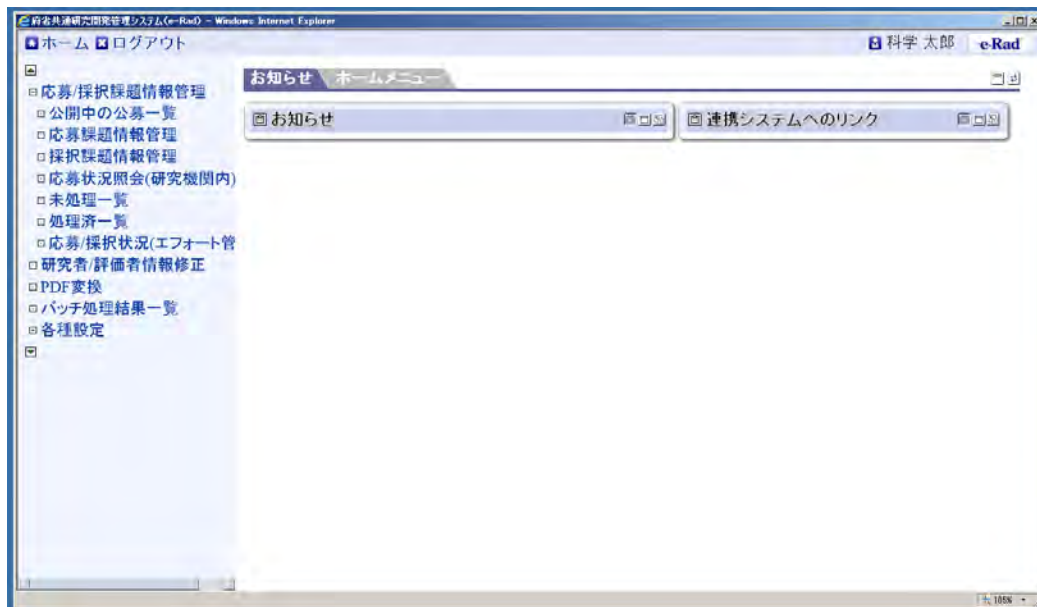 府省共通研究開発管理システム(e-Rad) - Windows Internet Explorer
ホーム ログアウト
科学 太郎 e-Rad
応募/採択課題情報管理
公開中の公募一覧
応募課題情報管理
採択課題情報管理
応募状況照会(研究機関内)
未処理一覧
処理済一覧
応募/採択状況(エフォート管
研究者/評価者情報修正
PDF変換
バッチ処理結果一覧
各種設定
お知らせ ホームメニュー
お知らせ 連携システムへのリンク
105%